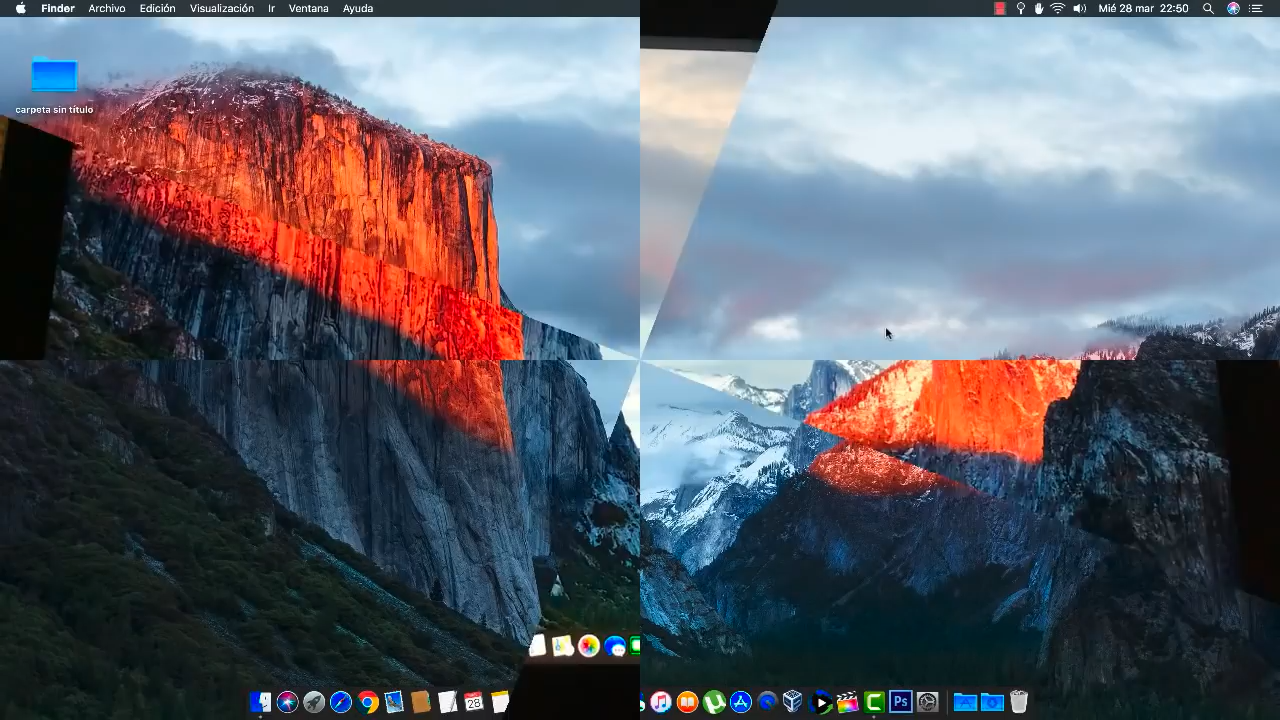 Finder Archivo Edición Visualización Ir Ventana Ayuda Mié 28 mar 22:50
carpeta sin título
28 Ps